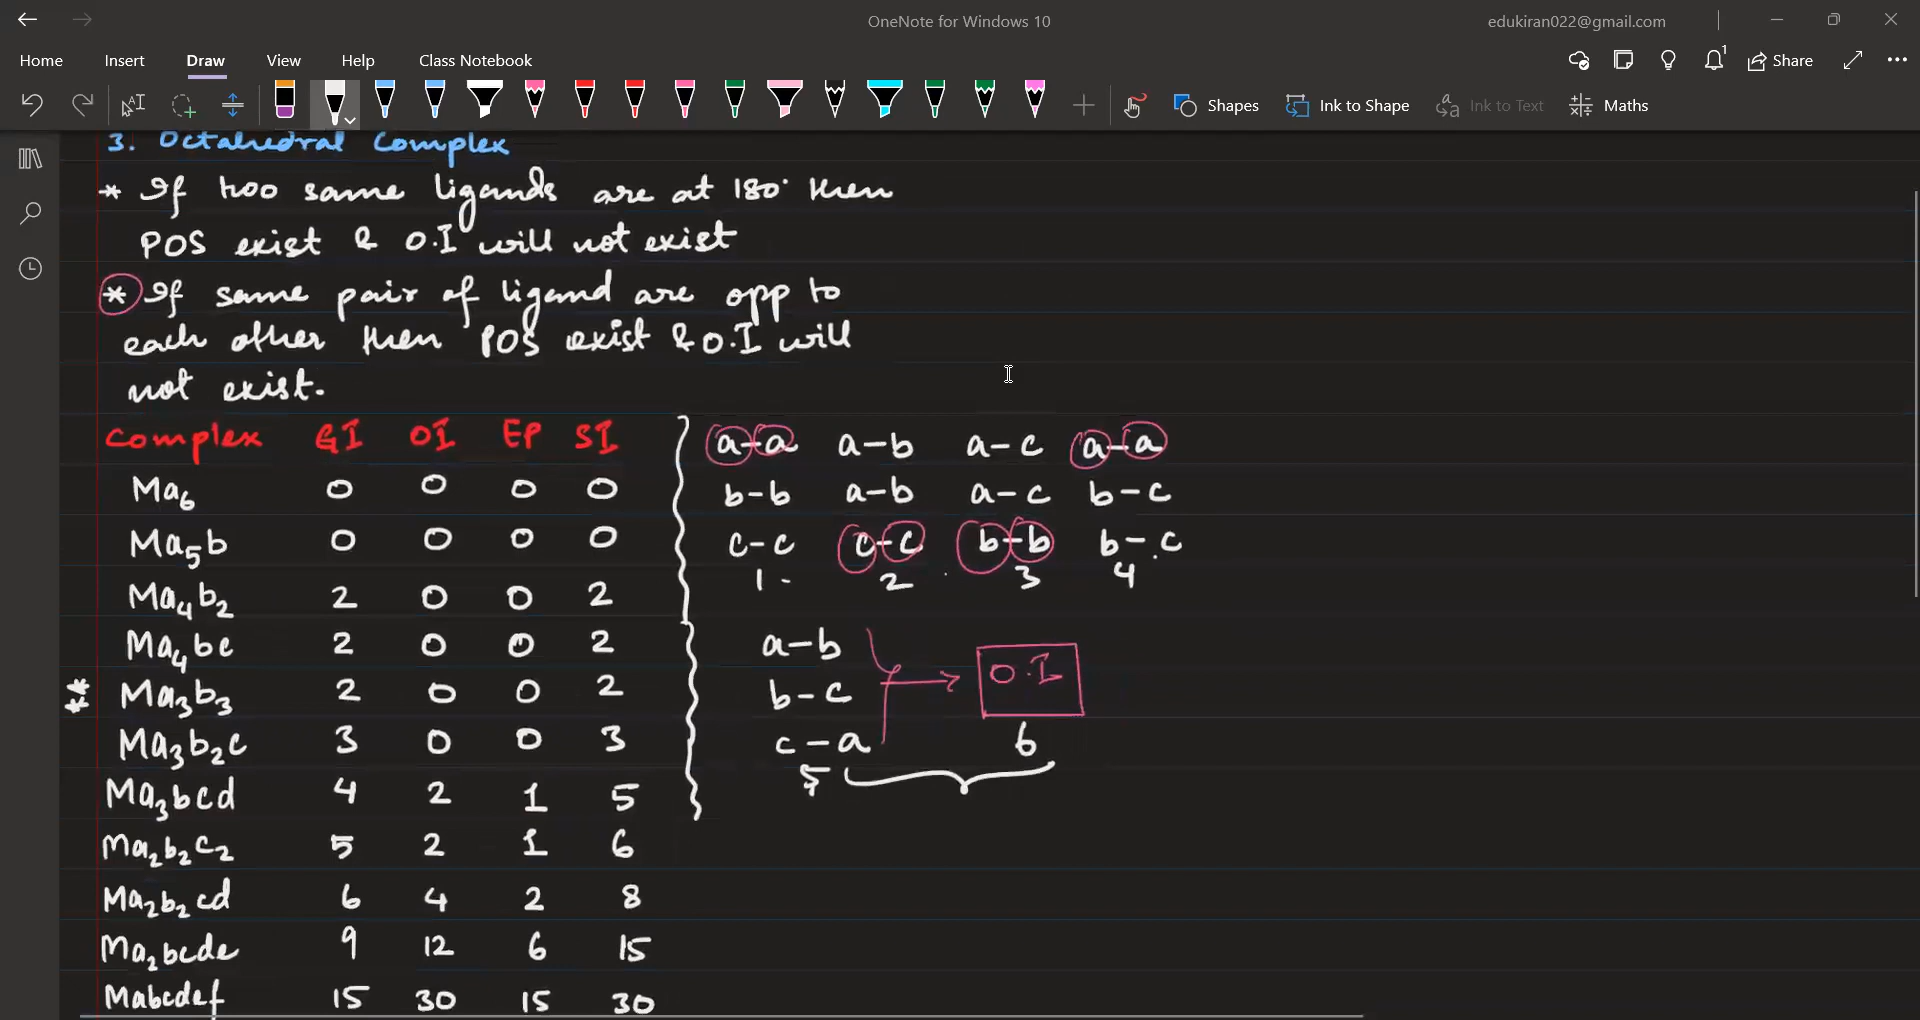 OneNote for Windows 10
edukiran022@gmail.com
Home Insert Draw View Help Class Notebook
1
Share
Shapes Ink to Shape Ink to Text Maths
3. Octahedral Complex
* If two same ligands are at 180° then
POS exist & O.I will not exist
* If same pair of ligand are opp to
each other then POS exist & O.I will
not exist.
Complex GI OI EP SI
Ma6 0 0 0 0
Ma5b 0 0 0 0
Ma4b2 2 0 0 2
Ma4bc 2 0 0 2
** Ma3b3 2 0 0 2
Ma3b2c 3 0 0 3
Ma3bcd 4 2 1 5
Ma2b2c2 5 2 1 6
Ma2b2cd 6 4 2 8
Ma2bcde 9 12 6 15
Mabcdef 15 30 15 30
a-a a-b a-c a-a
b-b a-b a-c b-c
c-c c-c b-b b-c
1 2 3 4
a-b
b-c O.I
c-a 6
5